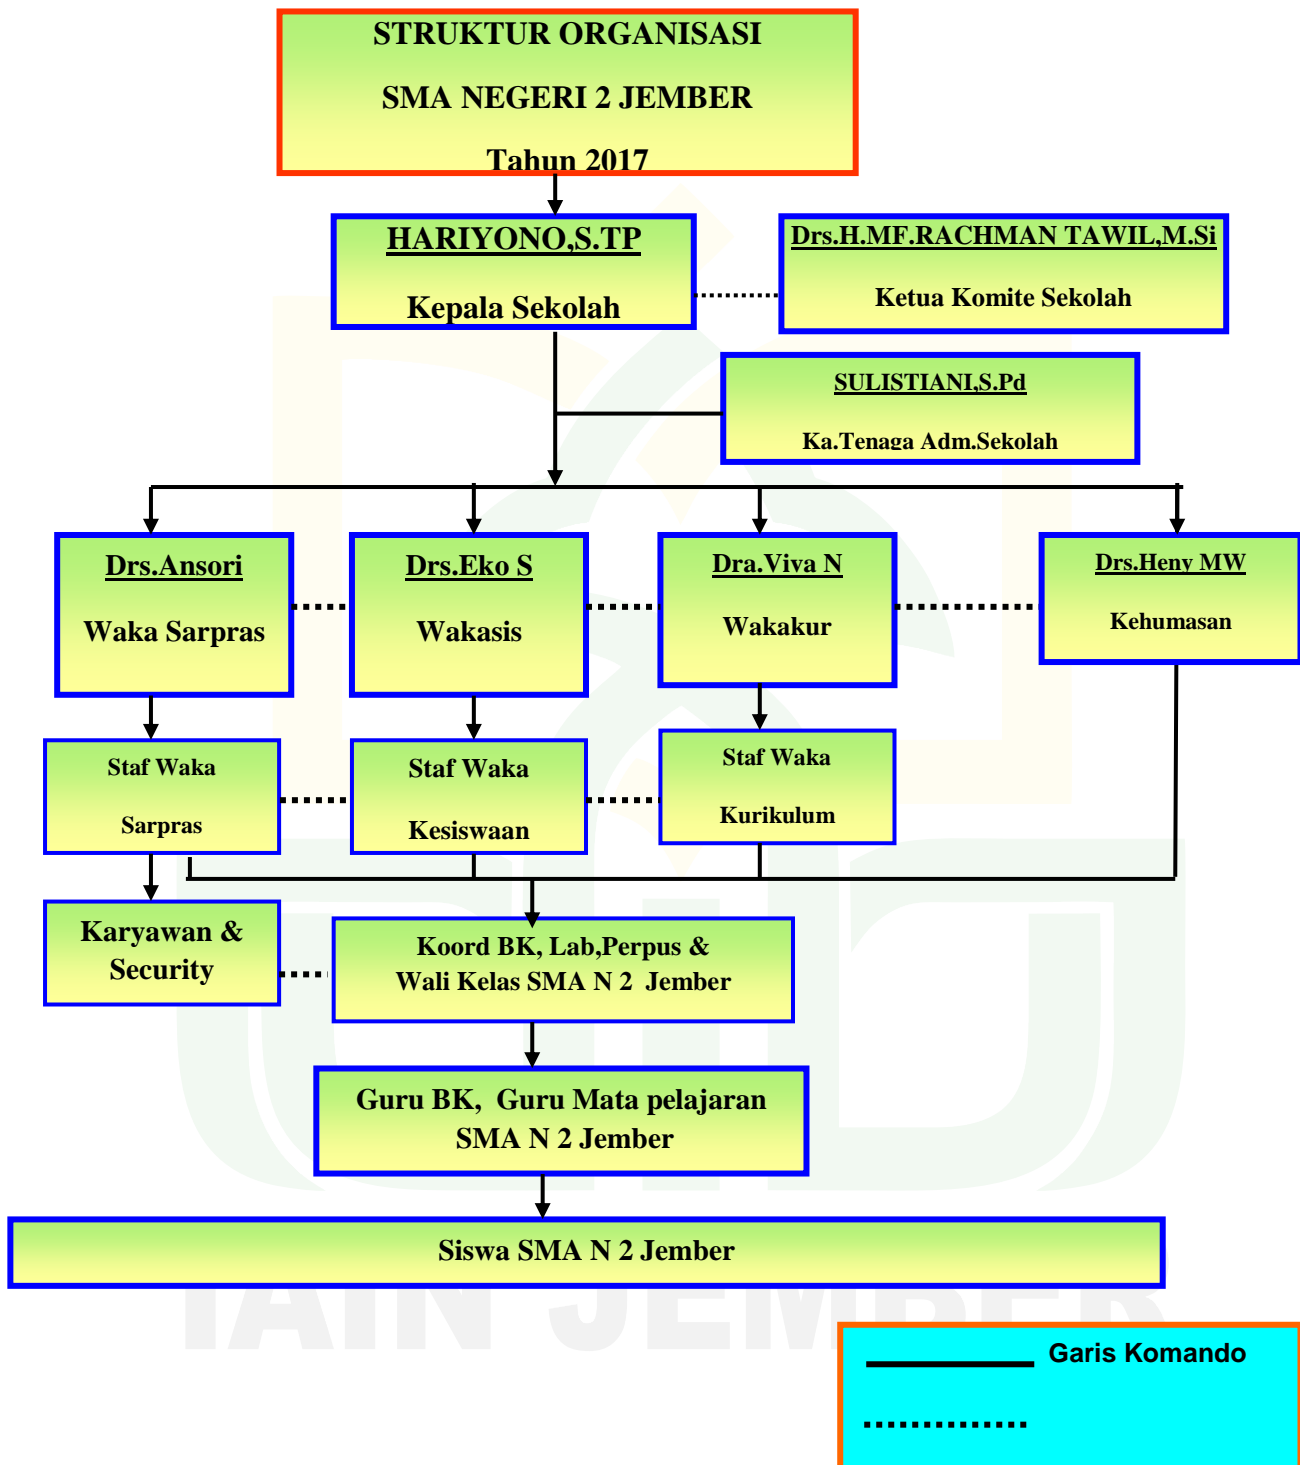 STRUKTUR ORGANISASI
SMA NEGERI 2 JEMBER
Tahun 2017
HARIYONO,S.TP
Kepala Sekolah
Drs.H.MF.RACHMAN TAWIL,M.Si
Ketua Komite Sekolah
SULISTIANI,S.Pd
Ka.Tenaga Adm.Sekolah
Drs.Ansori
Waka Sarpras
Drs.Eko S
Wakasis
Dra.Viva N
Wakakur
Drs.Heny MW
Kehumasan
Staf Waka
Sarpras
Staf Waka
Kesiswaan
Staf Waka
Kurikulum
Karyawan &
Security
Koord BK, Lab,Perpus &
Wali Kelas SMA N 2 Jember
Guru BK, Guru Mata pelajaran
SMA N 2 Jember
Siswa SMA N 2 Jember
IAIN JEMBER
Garis Komando